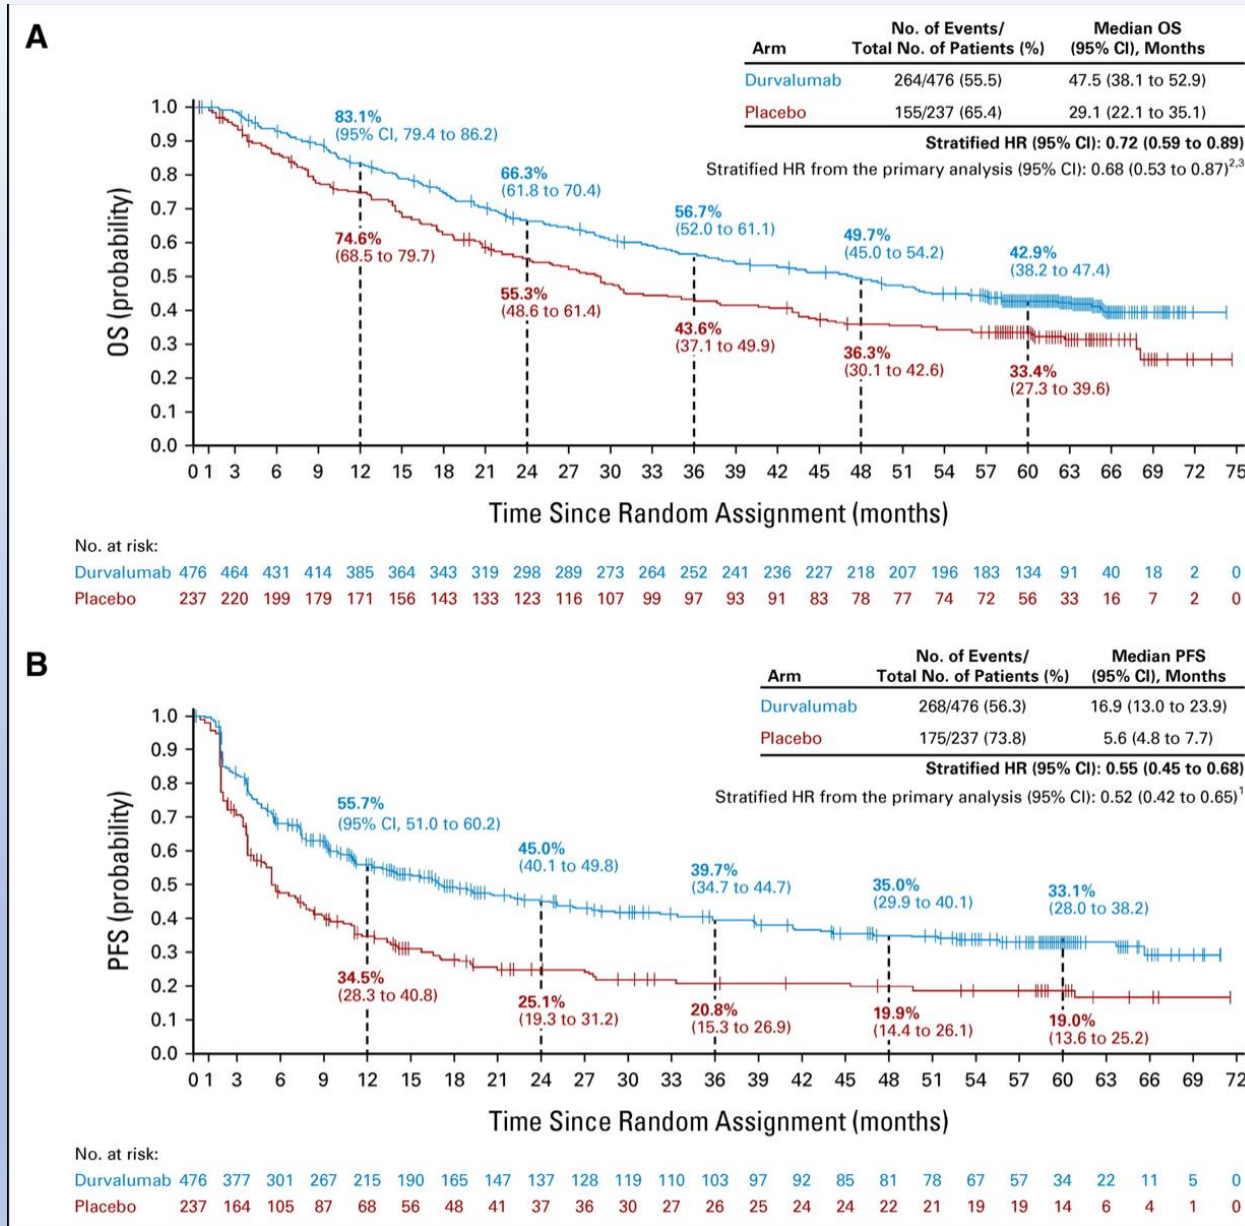 A
No. of Events/ Median OS
Arm Total No. of Patients (%) (95% CI), Months
Durvalumab 264/476 (55.5) 47.5 (38.1 to 52.9)
Placebo 155/237 (65.4) 29.1 (22.1 to 35.1)
Stratified HR (95% CI): 0.72 (0.59 to 0.89)
Stratified HR from the primary analysis (95% CI): 0.68 (0.53 to 0.87)2,3
OS (probability)
1.0
0.9
0.8
0.7
0.6
0.5
0.4
0.3
0.2
0.1
0.0
83.1%
(95% CI, 79.4 to 86.2)
66.3%
(61.8 to 70.4)
56.7%
(52.0 to 61.1)
49.7%
(45.0 to 54.2)
42.9%
(38.2 to 47.4)
74.6%
(68.5 to 79.7)
55.3%
(48.6 to 61.4)
43.6%
(37.1 to 49.9)
36.3%
(30.1 to 42.6)
33.4%
(27.3 to 39.6)
0 1 3 6 9 12 15 18 21 24 27 30 33 36 39 42 45 48 51 54 57 60 63 66 69 72 75
Time Since Random Assignment (months)
No. at risk:
Durvalumab 476 464 431 414 385 364 343 319 298 289 273 264 252 241 236 227 218 207 196 183 134 91 40 18 2 0
Placebo 237 220 199 179 171 156 143 133 123 116 107 99 97 93 91 83 78 77 74 72 56 33 16 7 2 0
B
No. of Events/ Median PFS
Arm Total No. of Patients (%) (95% CI), Months
Durvalumab 268/476 (56.3) 16.9 (13.0 to 23.9)
Placebo 175/237 (73.8) 5.6 (4.8 to 7.7)
Stratified HR (95% CI): 0.55 (0.45 to 0.68)
Stratified HR from the primary analysis (95% CI): 0.52 (0.42 to 0.65)1
PFS (probability)
1.0
0.9
0.8
0.7
0.6
0.5
0.4
0.3
0.2
0.1
0.0
55.7%
(95% CI, 51.0 to 60.2)
45.0%
(40.1 to 49.8)
39.7%
(34.7 to 44.7)
35.0%
(29.9 to 40.1)
33.1%
(28.0 to 38.2)
34.5%
(28.3 to 40.8)
25.1%
(19.3 to 31.2)
20.8%
(15.3 to 26.9)
19.9%
(14.4 to 26.1)
19.0%
(13.6 to 25.2)
0 1 3 6 9 12 15 18 21 24 27 30 33 36 39 42 45 48 51 54 57 60 63 66 69 72
Time Since Random Assignment (months)
No. at risk:
Durvalumab 476 377 301 267 215 190 165 147 137 128 119 110 103 97 92 85 81 78 67 57 34 22 11 5 0
Placebo 237 164 105 87 68 56 48 41 37 36 30 27 26 25 24 24 22 21 19 19 14 6 4 1 0